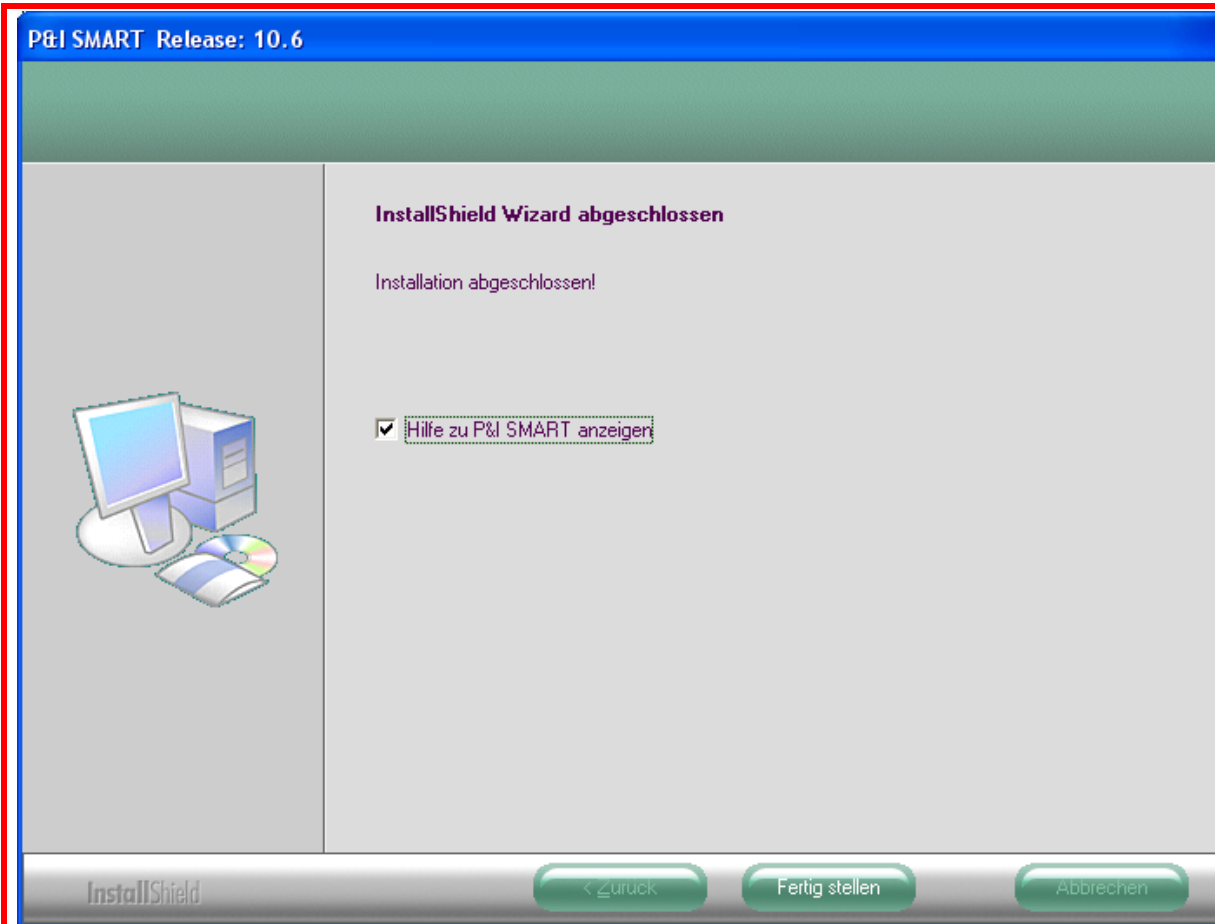 P&I SMART Release: 10.6
InstallShield Wizard abgeschlossen
Installation abgeschlossen!
Hilfe zu P&I SMART anzeigen
InstallShield
< Zurück
Fertig stellen
Abbrechen